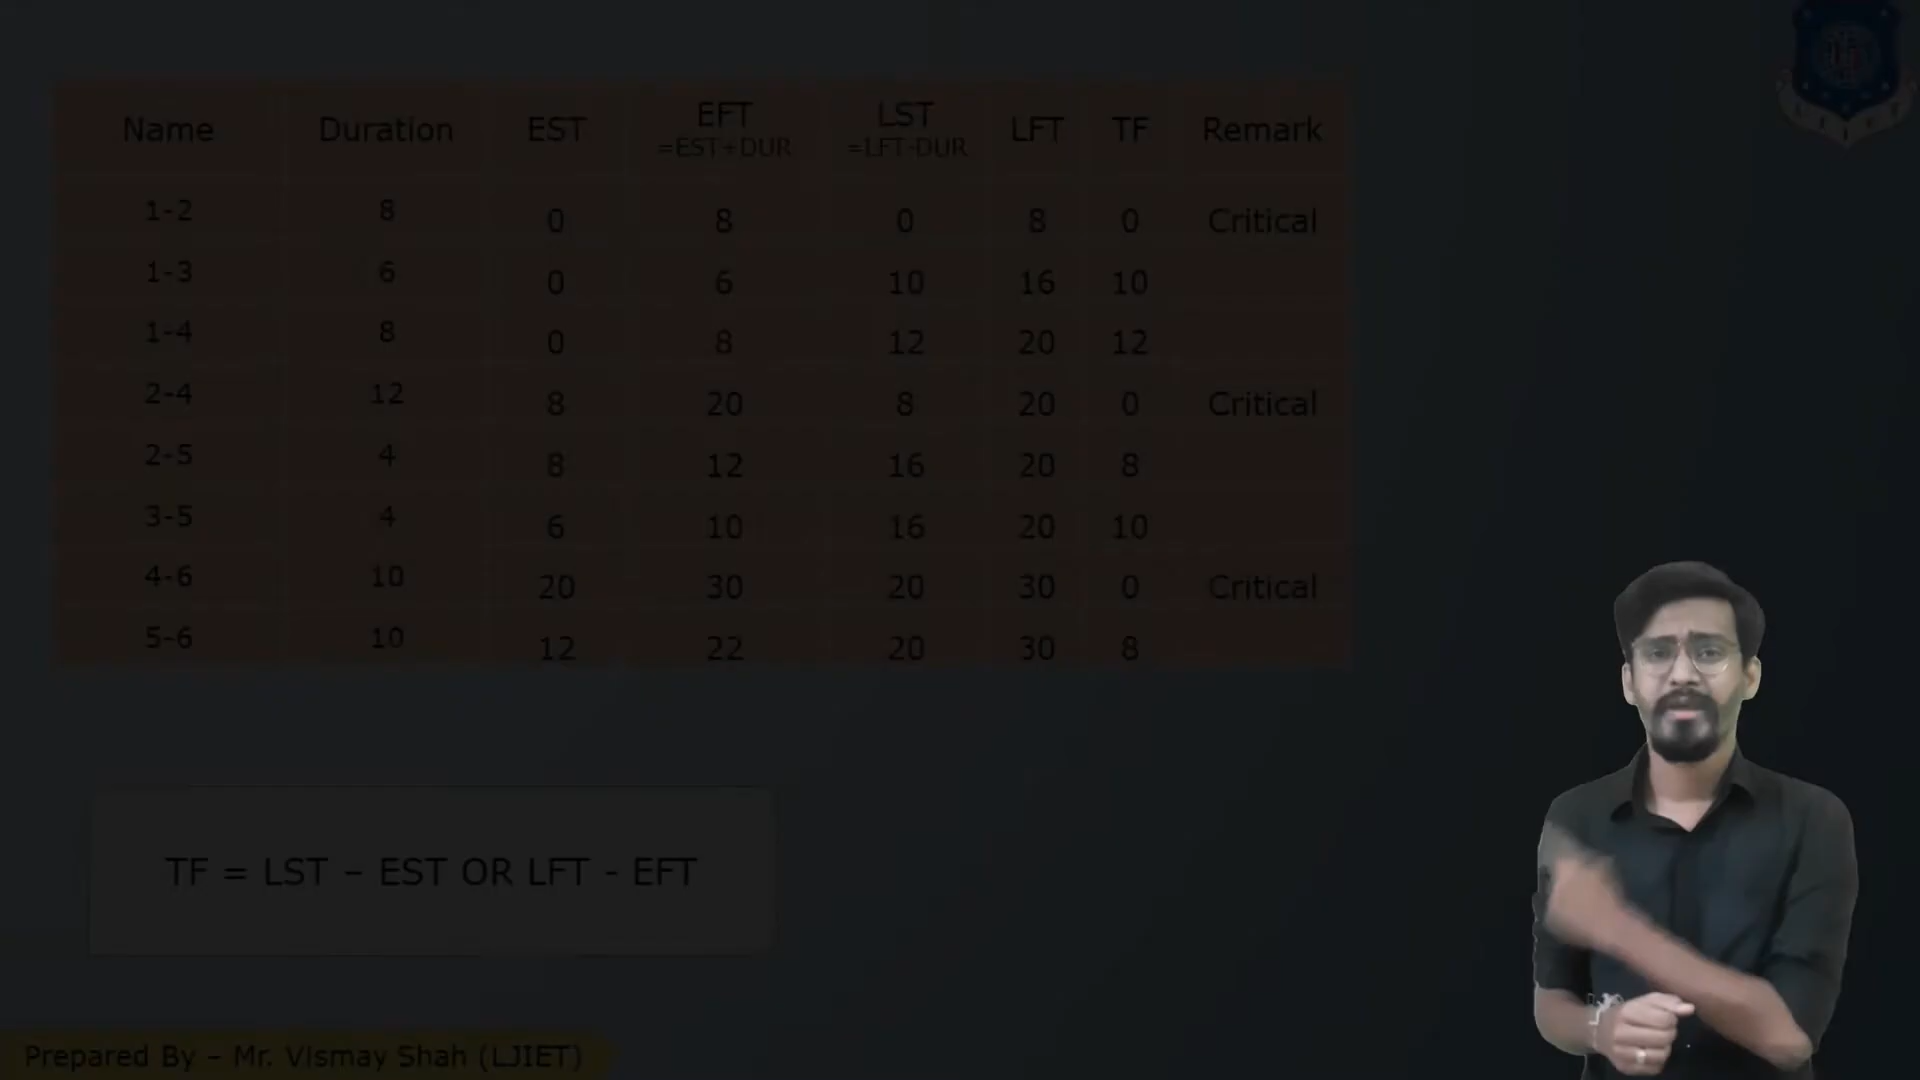 Name Duration EST EFT LST LFT TF Remark
=EST+DUR =LFT-DUR
1-2 8 0 8 0 8 0 Critical
1-3 6 0 6 10 16 10
1-4 8 0 8 12 20 12
2-4 12 8 20 8 20 0 Critical
2-5 4 8 12 16 20 8
3-5 4 6 10 16 20 10
4-6 10 20 30 20 30 0 Critical
5-6 10 12 22 20 30 8
TF = LST – EST OR LFT - EFT
Prepared By – Mr. Vismay Shah (LJIET)